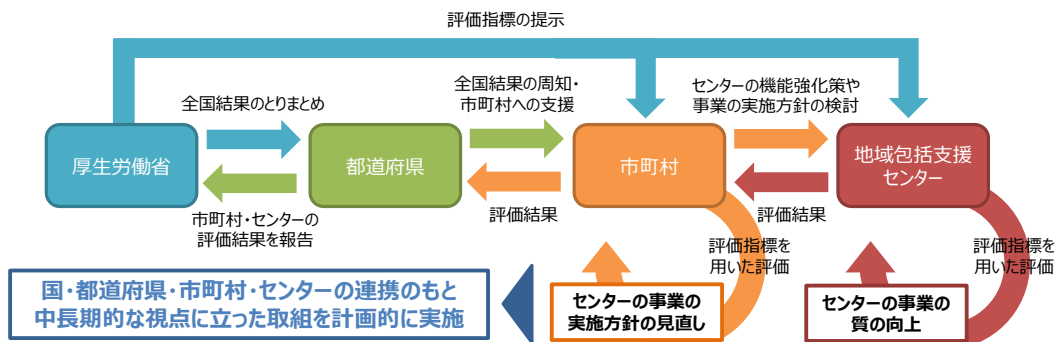 評価指標の提示
全国結果のとりまとめ
全国結果の周知・
市町村への支援
センターの機能強化策や
事業の実施方針の検討
厚生労働省
都道府県
市町村
地域包括支援
センター
市町村・センターの
評価結果を報告
評価結果
評価結果
評価指標を
用いた評価
評価指標を
用いた評価
国・都道府県・市町村・センターの連携のもと
中長期的な視点に立った取組を計画的に実施
センターの事業の
実施方針の見直し
センターの事業の
質の向上